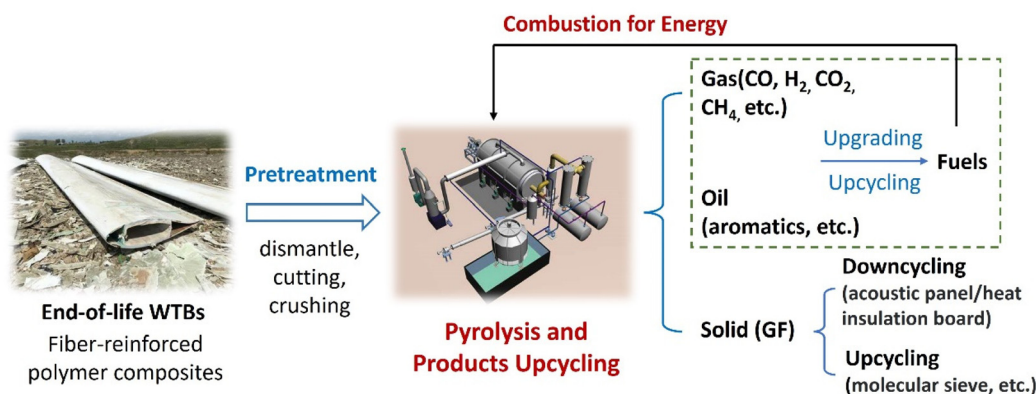 Combustion for Energy
Gas(CO, H₂, CO₂,
CH₄, etc.)
Upgrading
Upcycling
Fuels
Oil
(aromatics, etc.)
Pretreatment
dismantle,
cutting,
crushing
End-of-life WTBs
Fiber-reinforced
polymer composites
Pyrolysis and
Products Upcycling
Solid (GF)
Downcycling
(acoustic panel/heat
insulation board)
Upcycling
(molecular sieve, etc.)